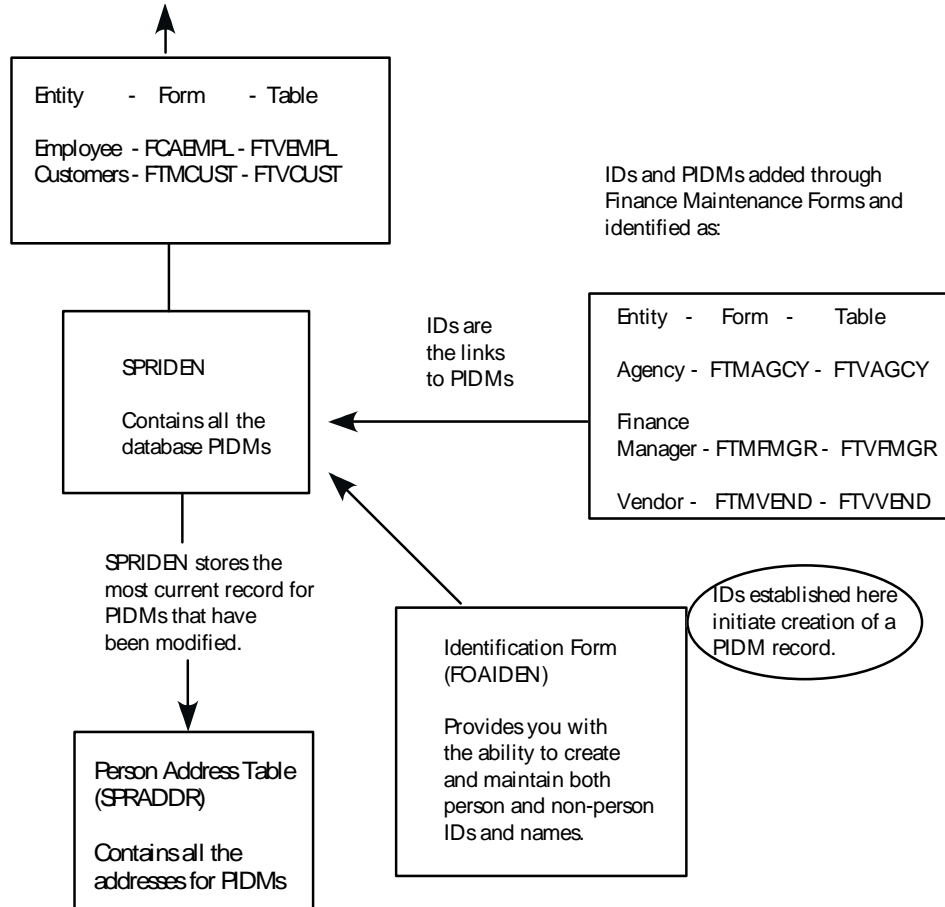 Entity - Form - Table
Employee - FCAEMPL - FTVEMPL
Customers - FTMCUST - FTVCUST
IDs and PIDMs added through
Finance Maintenance Forms and
identified as:
Entity - Form - Table
Agency - FTMAGCY - FTVAGCY
Finance
Manager - FTMFMGR - FTVFMGR
Vendor - FTMVEND - FTVVEND
IDs are
the links
to PIDMs
SPRIDEN
Contains all the
database PIDMs
SPRIDEN stores the
most current record for
PIDMs that have
been modified.
IDs established here
initiate creation of a
PIDM record.
Identification Form
(FOAIDEN)
Provides you with
the ability to create
and maintain both
person and non-person
IDs and names.
Person Address Table
(SPRADDR)
Contains all the
addresses for PIDMs